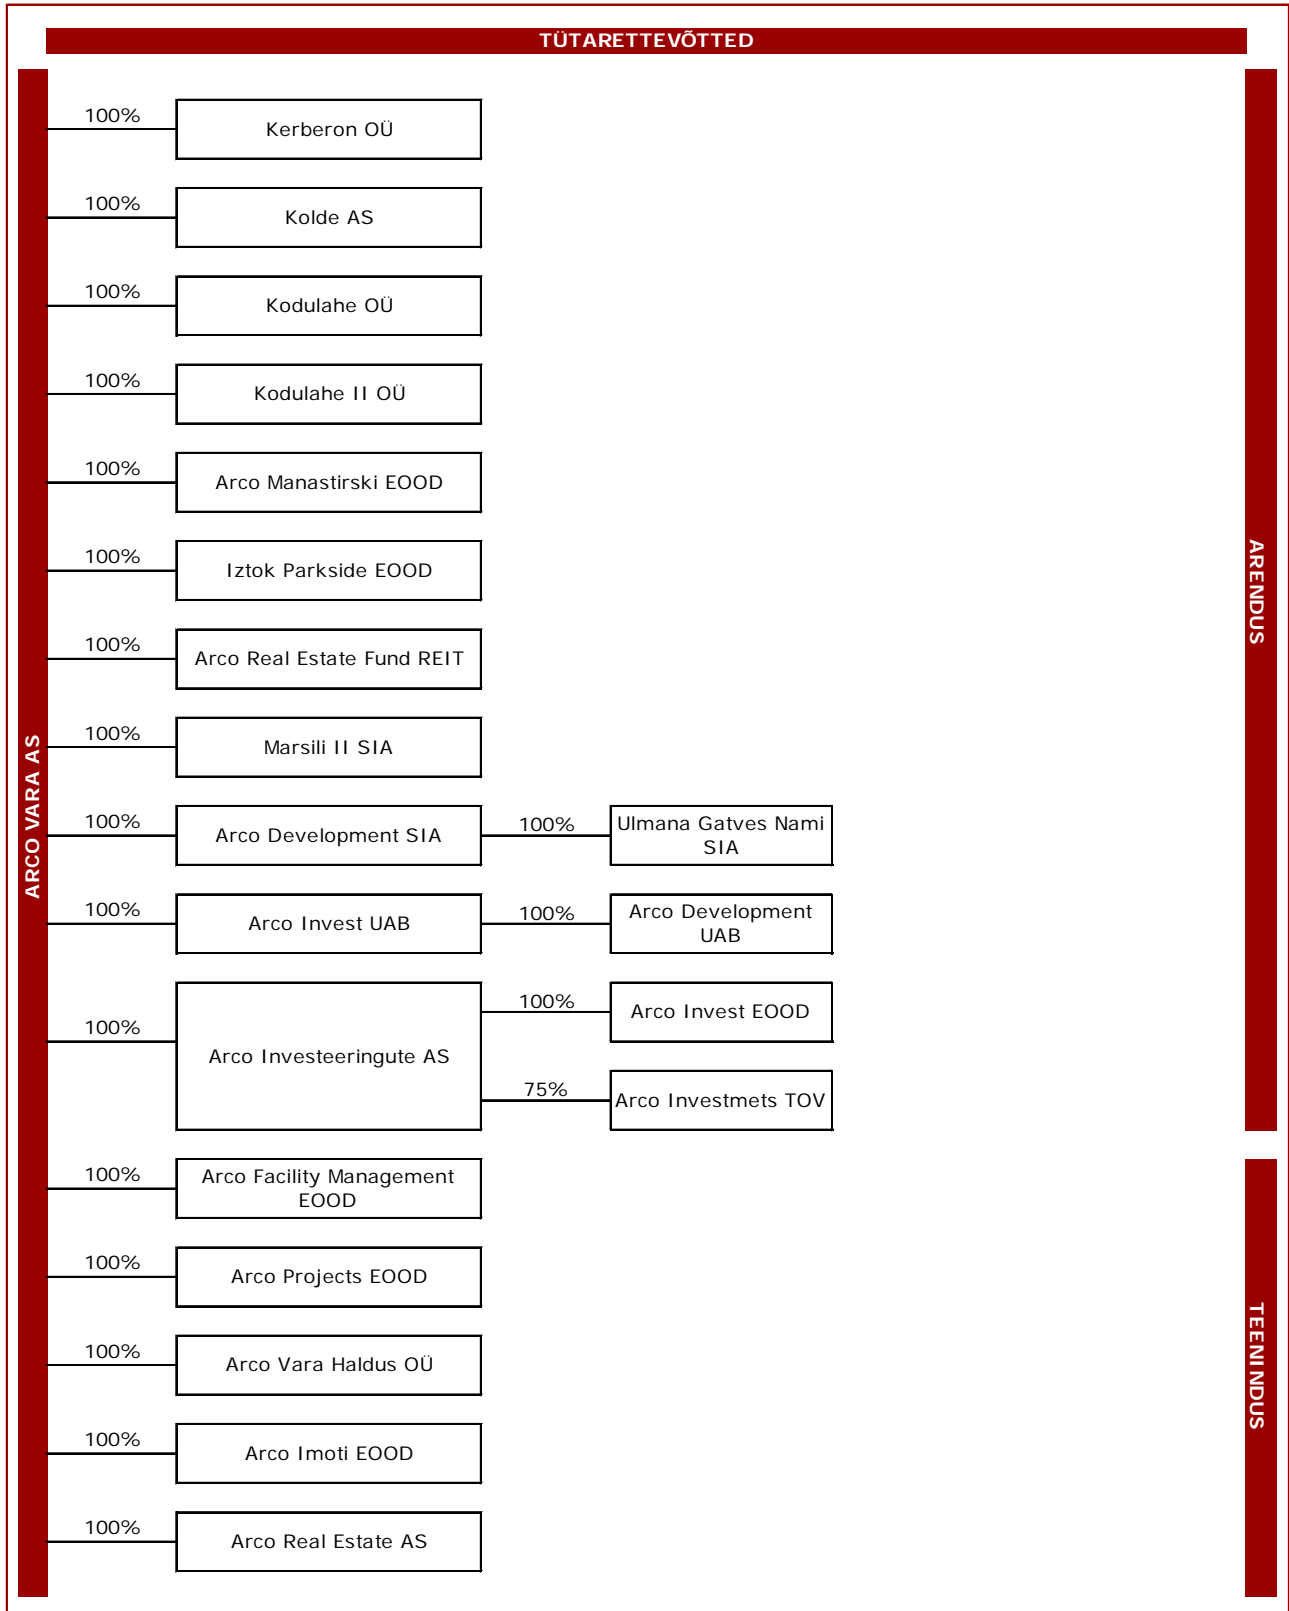 TÜTARETTEVÕTTED
ARCO VARA AS
ARENDUS
100%
Kerberon OÜ
100%
Kolde AS
100%
Kodulahe OÜ
100%
Kodulahe II OÜ
100%
Arco Manastirski EOOD
100%
Iztok Parkside EOOD
100%
Arco Real Estate Fund REIT
100%
Marsili II SIA
100%
Arco Development SIA
100%
Ulmana Gatves Nami
SIA
100%
Arco Invest UAB
100%
Arco Development
UAB
100%
Arco Investeeringute AS
100%
Arco Invest EOOD
75%
Arco Investmets TOV
TEENINDUS
100%
Arco Facility Management
EOOD
100%
Arco Projects EOOD
100%
Arco Vara Haldus OÜ
100%
Arco Imoti EOOD
100%
Arco Real Estate AS